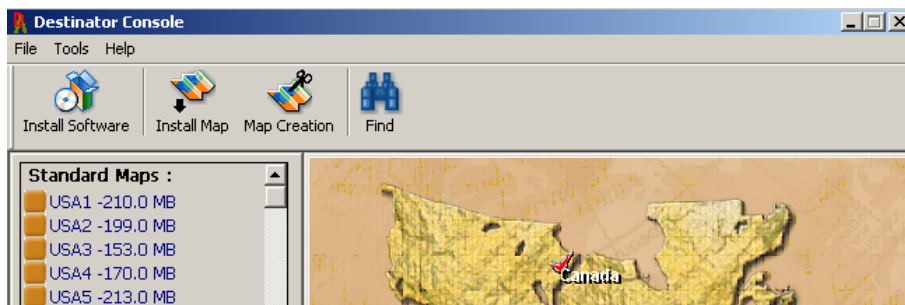 Destinator Console
File Tools Help
Install Software Install Map Map Creation Find
Standard Maps :
USA1 -210.0 MB
USA2 -199.0 MB
USA3 -153.0 MB
USA4 -170.0 MB
USA5 -213.0 MB
Canada